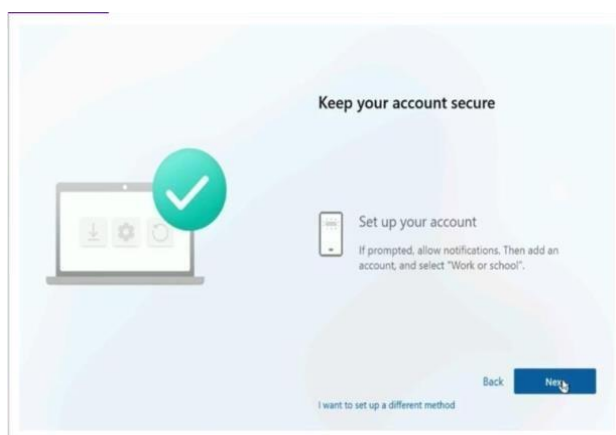 Keep your account secure
Set up your account
If prompted, allow notifications. Then add an
account, and select "Work or school".
Back
Next
I want to set up a different method